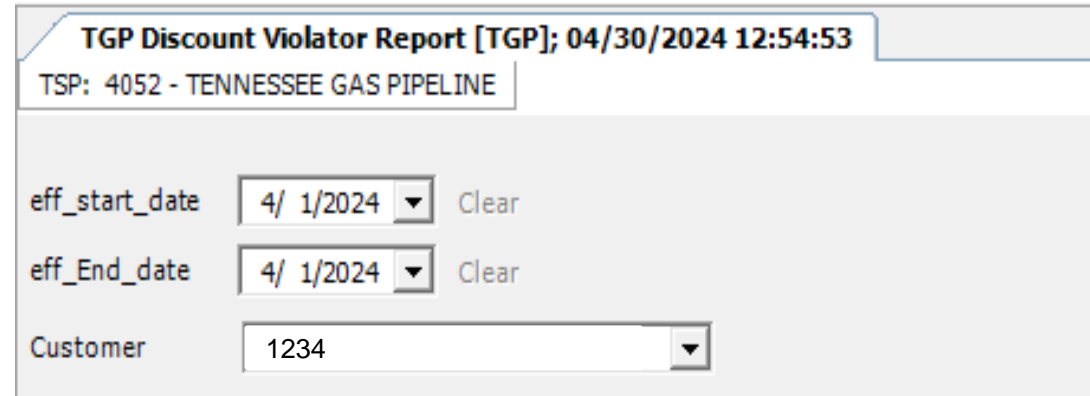 TGP Discount Violator Report [TGP]; 04/30/2024 12:54:53
TSP: 4052 - TENNESSEE GAS PIPELINE
eff_start_date 4/ 1/2024 Clear
eff_End_date 4/ 1/2024 Clear
Customer 1234